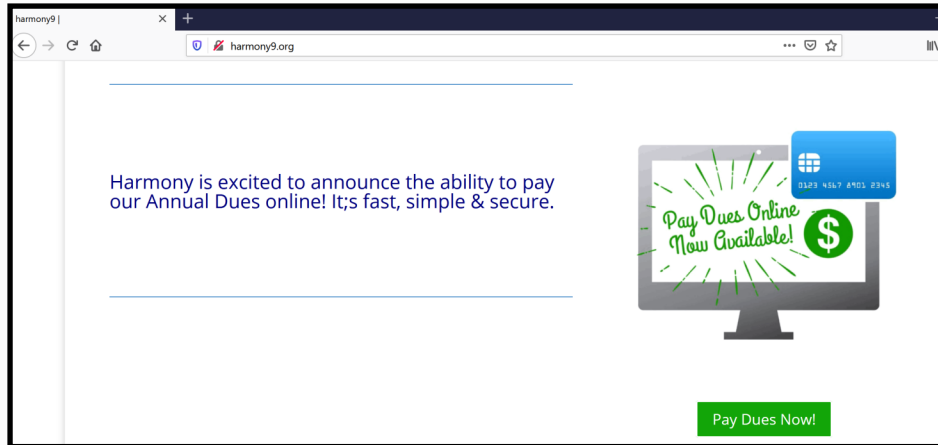 harmony9 |
harmony9.org
Harmony is excited to announce the ability to pay
our Annual Dues online! It;s fast, simple & secure.
0123 4567 8901 2345
Pay Dues Online
Now Available!
$
Pay Dues Now!